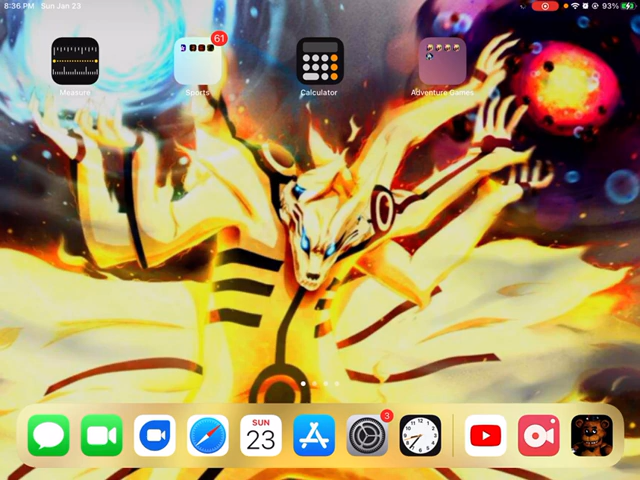 8:36 PM Sun Jan 23
93%
61
Measure
Sports
Calculator
Adventure Games
SUN
23
3